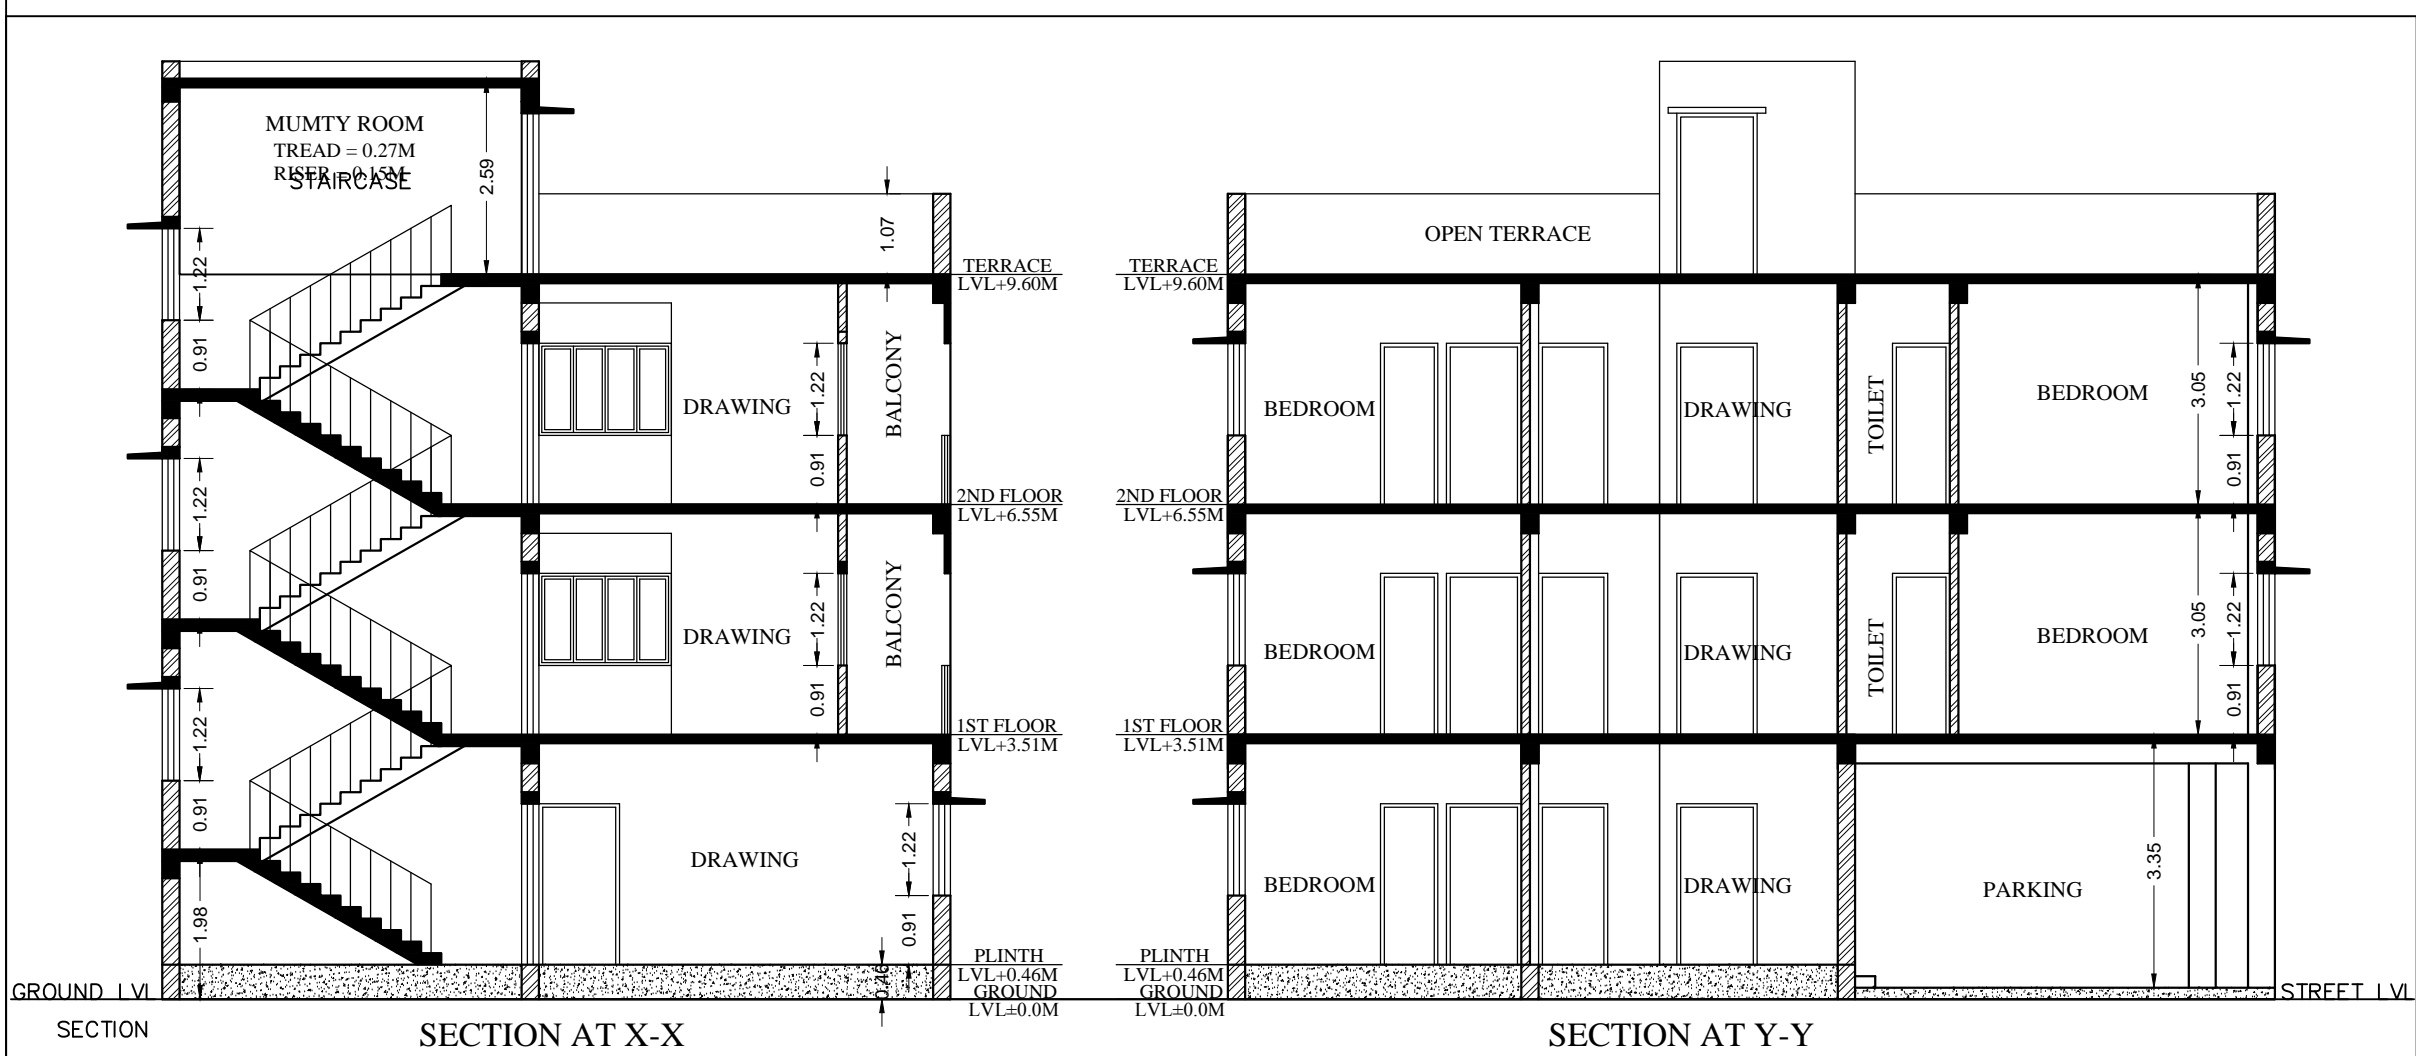 MUMTY ROOM
TREAD = 0.27M
RISER = 0.15M
STAIRCASE
2.59
1.07
1.22
0.91
TERRACE
LVL+9.60M
1.22
0.91
DRAWING
BALCONY
2ND FLOOR
LVL+6.55M
1.22
0.91
1.22
0.91
DRAWING
BALCONY
1ST FLOOR
LVL+3.51M
1.22
0.91
1.98
DRAWING
1.22
0.91
0.46
PLINTH
LVL+0.46M
GROUND
LVL±0.0M
GROUND LVL
SECTION
SECTION AT X-X
OPEN TERRACE
TERRACE
LVL+9.60M
BEDROOM
DRAWING
TOILET
BEDROOM
3.05
1.22
0.91
2ND FLOOR
LVL+6.55M
BEDROOM
DRAWING
TOILET
BEDROOM
3.05
1.22
0.91
1ST FLOOR
LVL+3.51M
BEDROOM
DRAWING
PARKING
3.35
PLINTH
LVL+0.46M
GROUND
LVL±0.0M
STREET LVL
SECTION AT Y-Y